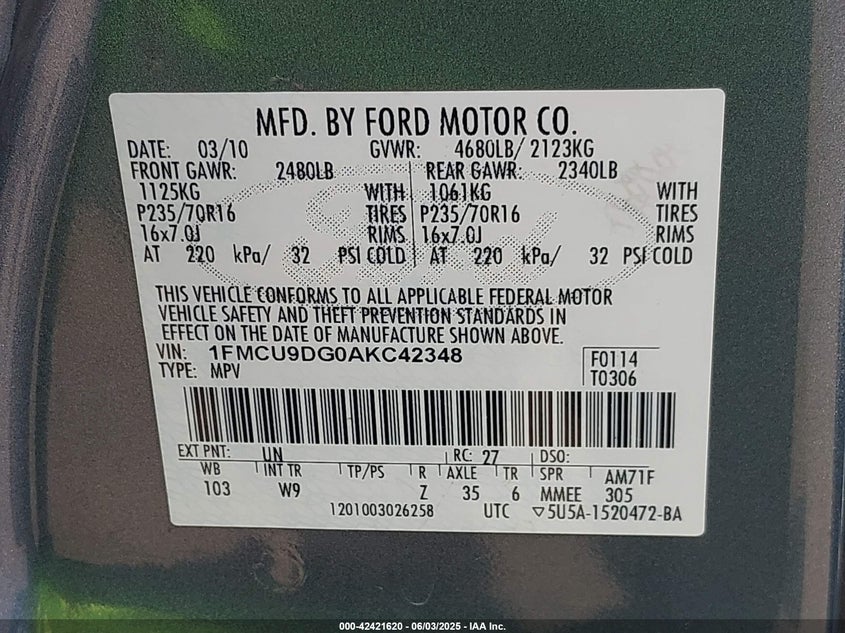 MFD. BY FORD MOTOR CO.
DATE: 03/10 GVWR: 4680LB/ 2123KG
FRONT GAWR: 2480LB REAR GAWR: 2340LB
1125KG WITH 1061KG WITH
P235/70R16 TIRES P235/70R16 TIRES
16x7.0J RIMS 16x7.0J RIMS
AT 220 kPa/ 32 PSI COLD AT 220 kPa/ 32 PSI COLD
THIS VEHICLE CONFORMS TO ALL APPLICABLE FEDERAL MOTOR
VEHICLE SAFETY AND THEFT PREVENTION STANDARDS IN
EFFECT ON THE DATE OF MANUFACTURE SHOWN ABOVE.
VIN: 1FMCU9DG0AKC42348 F0114
TYPE: MPV T0306
EXT PNT: UN RC: 27 DSO:
WB INT TR TP/PS R AXLE TR SPR AM71F
103 W9 Z 35 6 MMEE 305
1201003026258 UTC ▽5U5A-1520472-BA
000-42421620 - 06/03/2025 - IAA Inc.